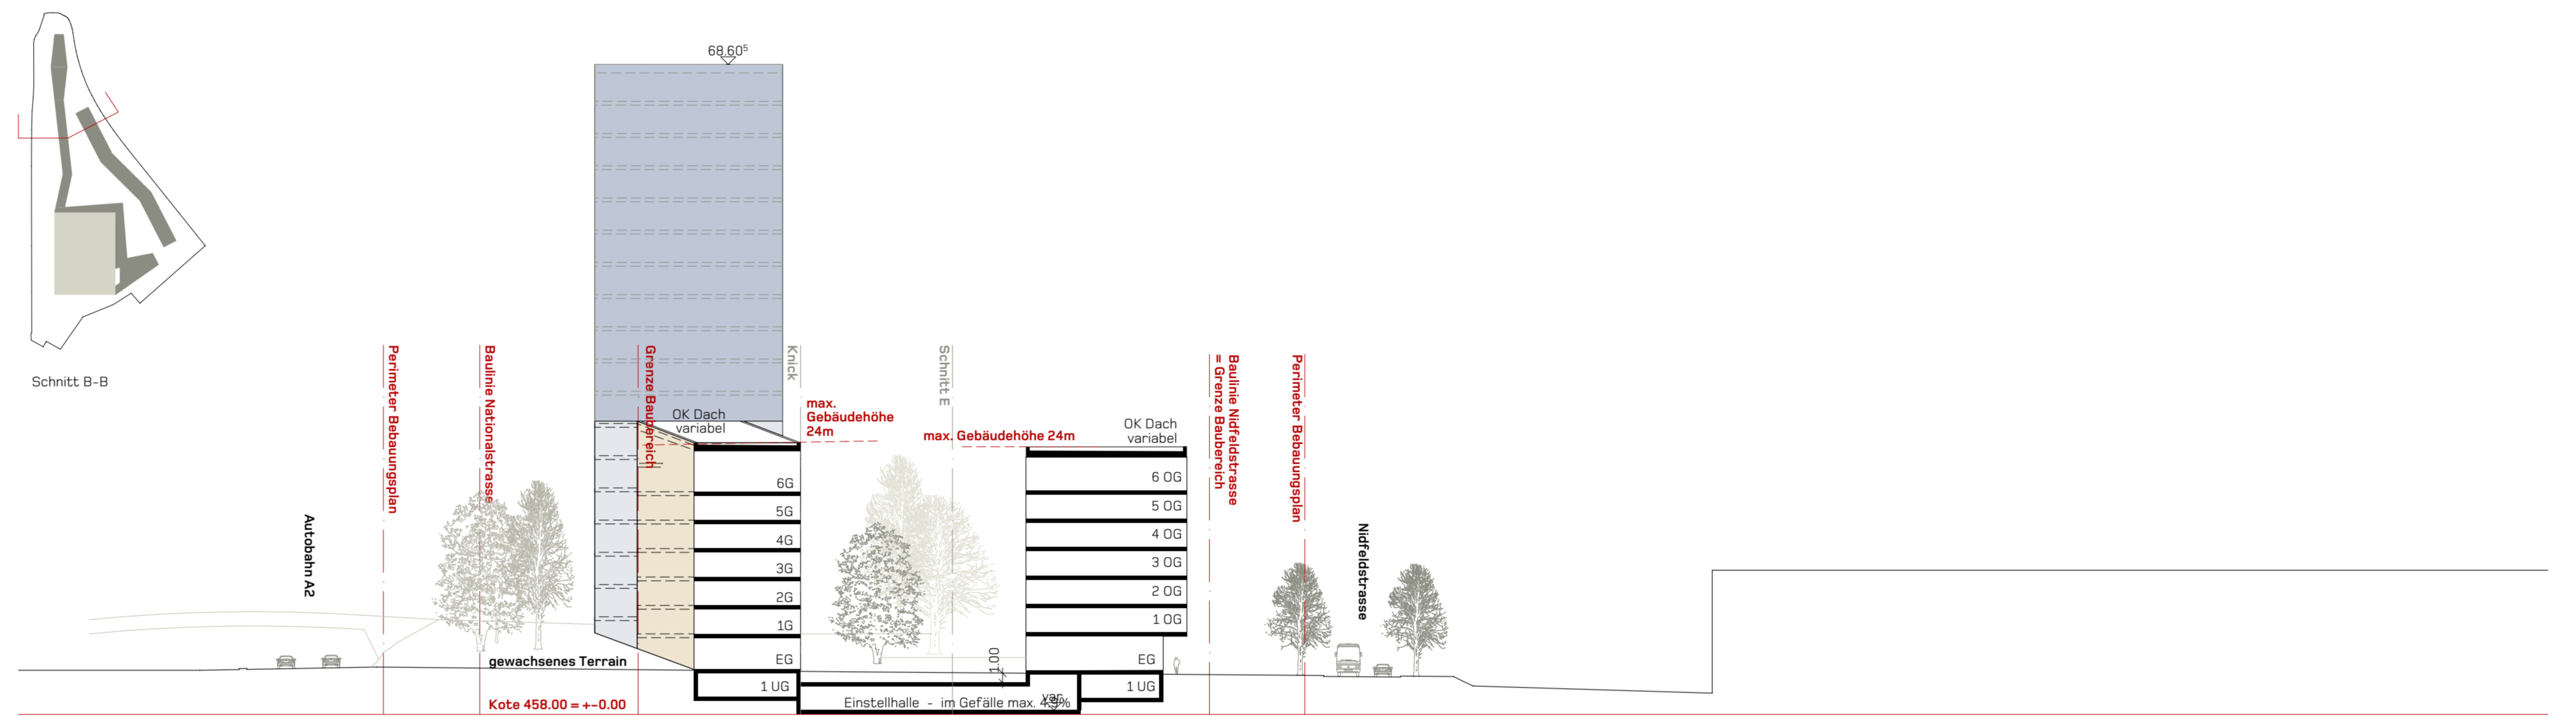 68.60⁵
Schnitt B-B
Perimeter Bebauungsplan
Baulinie Nationalstrasse
Grenze Baubereich
Knick
Schnitt E
Baulinie Nidfeldstrasse
= Grenze Baubereich
Perimeter Bebauungsplan
max.
Gebäudehöhe
24m
OK Dach
variabel
max. Gebäudehöhe 24m
OK Dach
variabel
6G
5G
4G
3G
2G
1G
EG
1 UG
6 OG
5 OG
4 OG
3 OG
2 OG
1 OG
EG
1 UG
Autobahn A2
Nidfeldstrasse
gewachsenes Terrain
1.00
var.
Kote 458.00 = +-0.00
Einstellhalle - im Gefälle max.